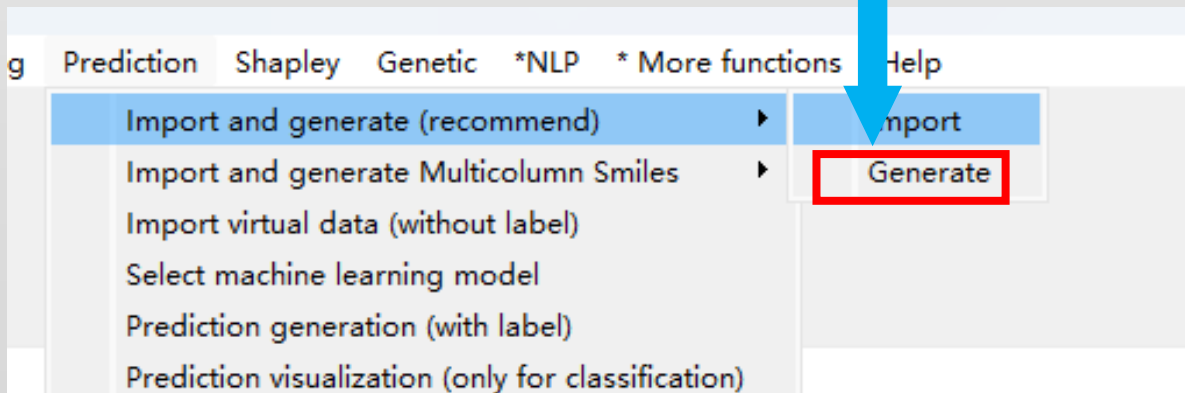 g Prediction Shapley Genetic *NLP * More functions Help
Import and generate (recommend) Import
Import and generate Multicolumn Smiles Generate
Import virtual data (without label)
Select machine learning model
Prediction generation (with label)
Prediction visualization (only for classification)